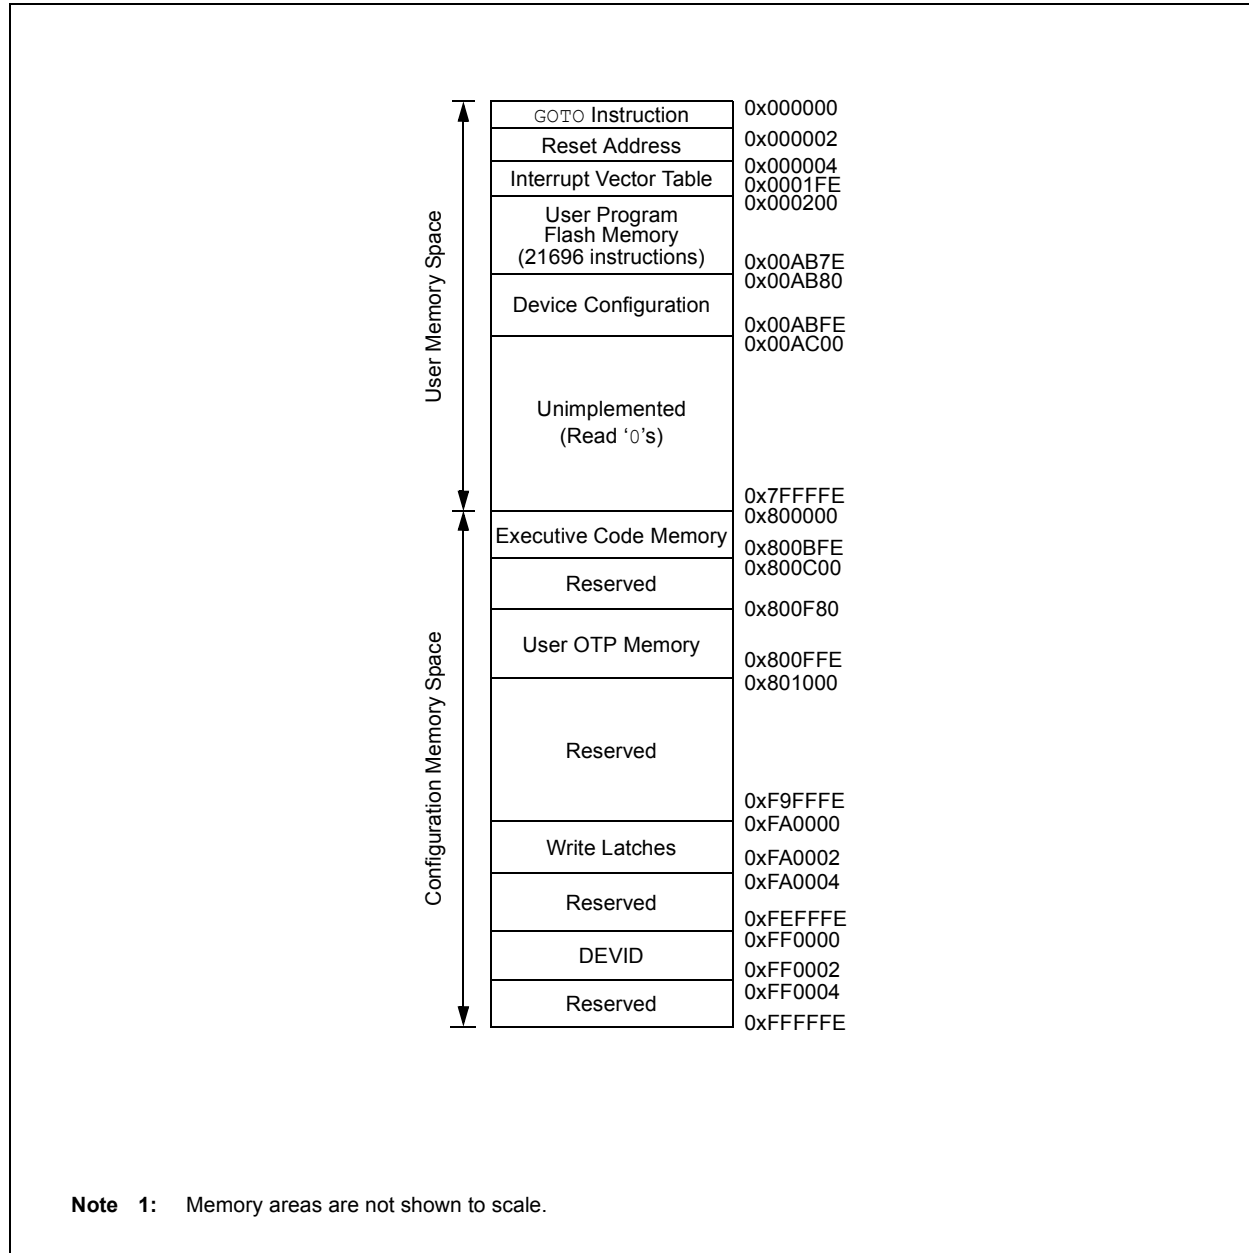 GOTO Instruction
0x000000
Reset Address
0x000002
0x000004
Interrupt Vector Table
0x0001FE
0x000200
User Program
Flash Memory
(21696 instructions)
0x00AB7E
0x00AB80
Device Configuration
0x00ABFE
0x00AC00
User Memory Space
Unimplemented
(Read ‘0’s)
0x7FFFFE
0x800000
Executive Code Memory
0x800BFE
0x800C00
Reserved
0x800F80
User OTP Memory
0x800FFE
0x801000
Configuration Memory Space
Reserved
0xF9FFFE
0xFA0000
Write Latches
0xFA0002
0xFA0004
Reserved
0xFEFFFE
0xFF0000
DEVID
0xFF0002
0xFF0004
Reserved
0xFFFFFE
Note 1: Memory areas are not shown to scale.